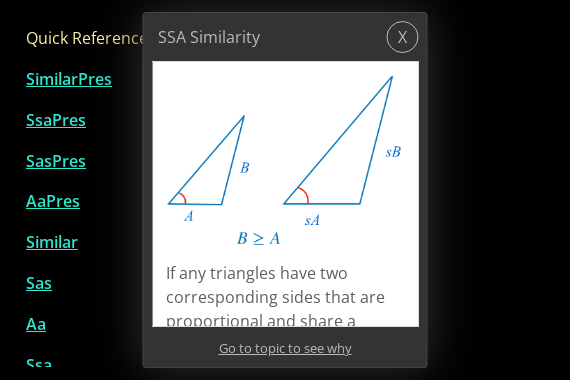 Quick Reference
SSA Similarity
X
SimilarPres
SsaPres
SasPres
AaPres
Similar
Sas
Aa
Ssa
B
A
sB
sA
B ≥ A
If any triangles have two
corresponding sides that are
proportional and share a
Go to topic to see why